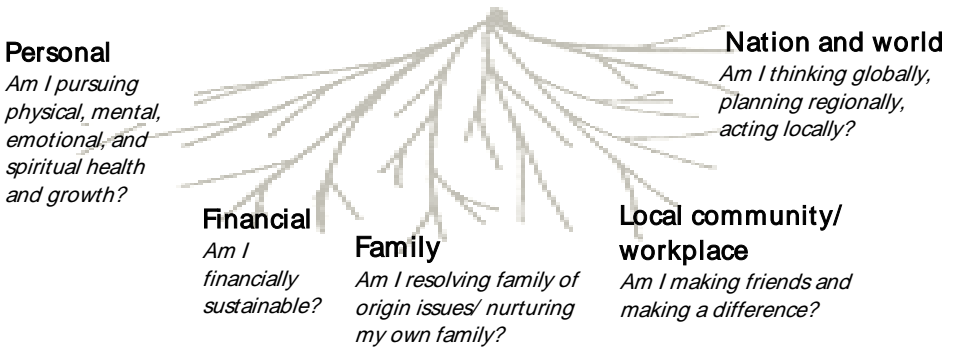 Personal
Am I pursuing
physical, mental,
emotional, and
spiritual health
and growth?
Financial
Am I
financially
sustainable?
Family
Am I resolving family of
origin issues/ nurturing
my own family?
Local community/
workplace
Am I making friends and
making a difference?
Nation and world
Am I thinking globally,
planning regionally,
acting locally?